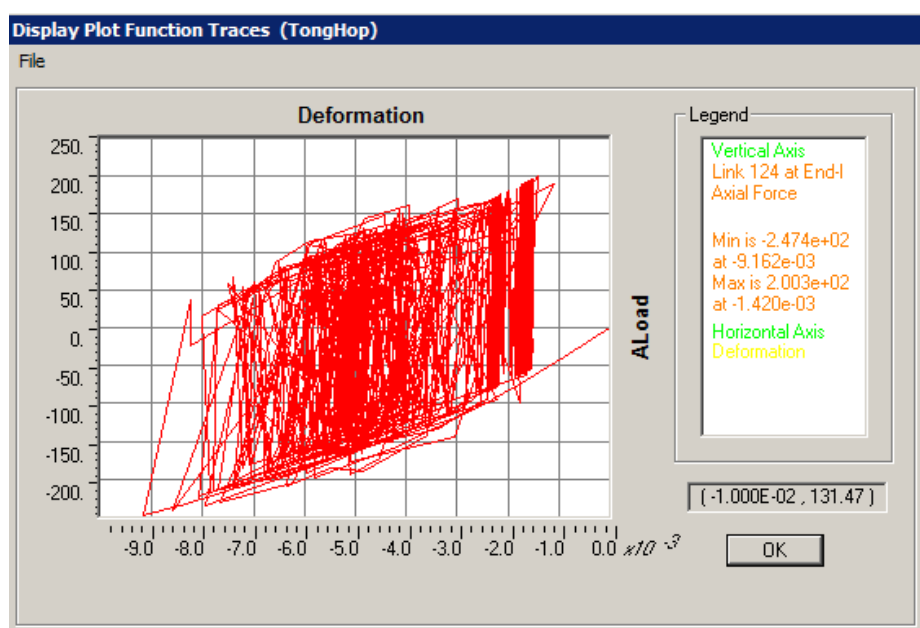 Display Plot Function Traces (TongHop)
File
Deformation
250.
200.
150.
100.
50.
0.
-50.
-100.
-150.
-200.
-9.0 -8.0 -7.0 -6.0 -5.0 -4.0 -3.0 -2.0 -1.0 0.0 x10 -3
ALoad
Legend
Vertical Axis
Link 124 at End-I
Axial Force
Min is -2.474e+02
at -9.162e-03
Max is 2.003e+02
at -1.420e-03
Horizontal Axis
Deformation
( -1.000E-02 , 131.47 )
OK